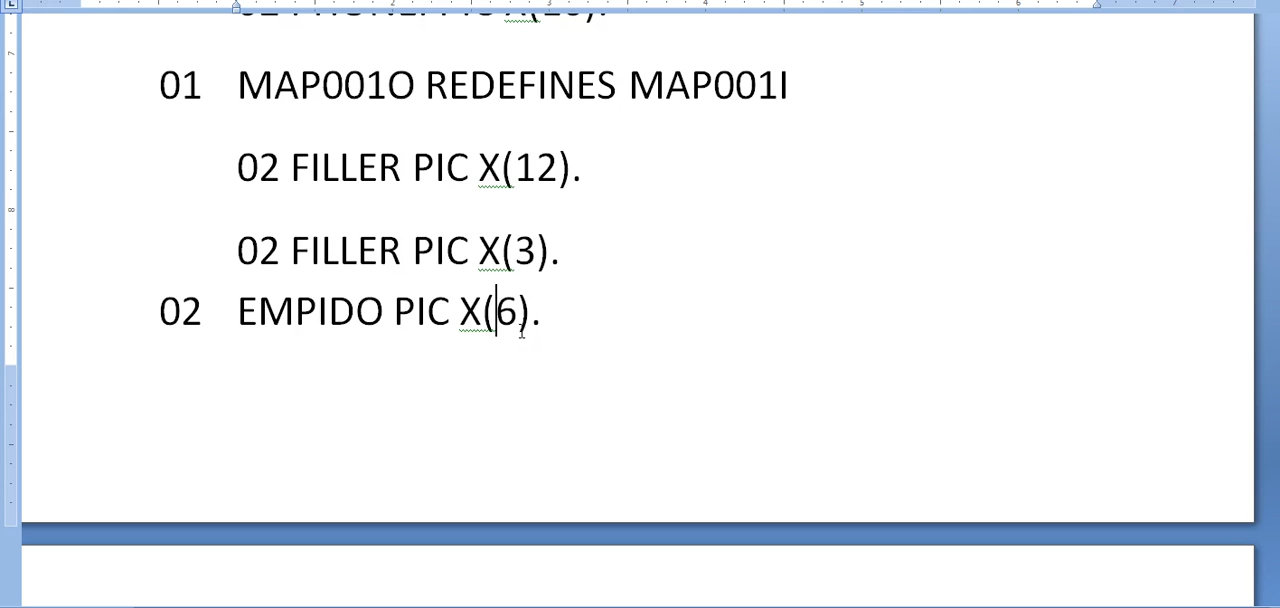 01 MAP001O REDEFINES MAP001I
02 FILLER PIC X(12).
02 FILLER PIC X(3).
02 EMPIDO PIC X(6).